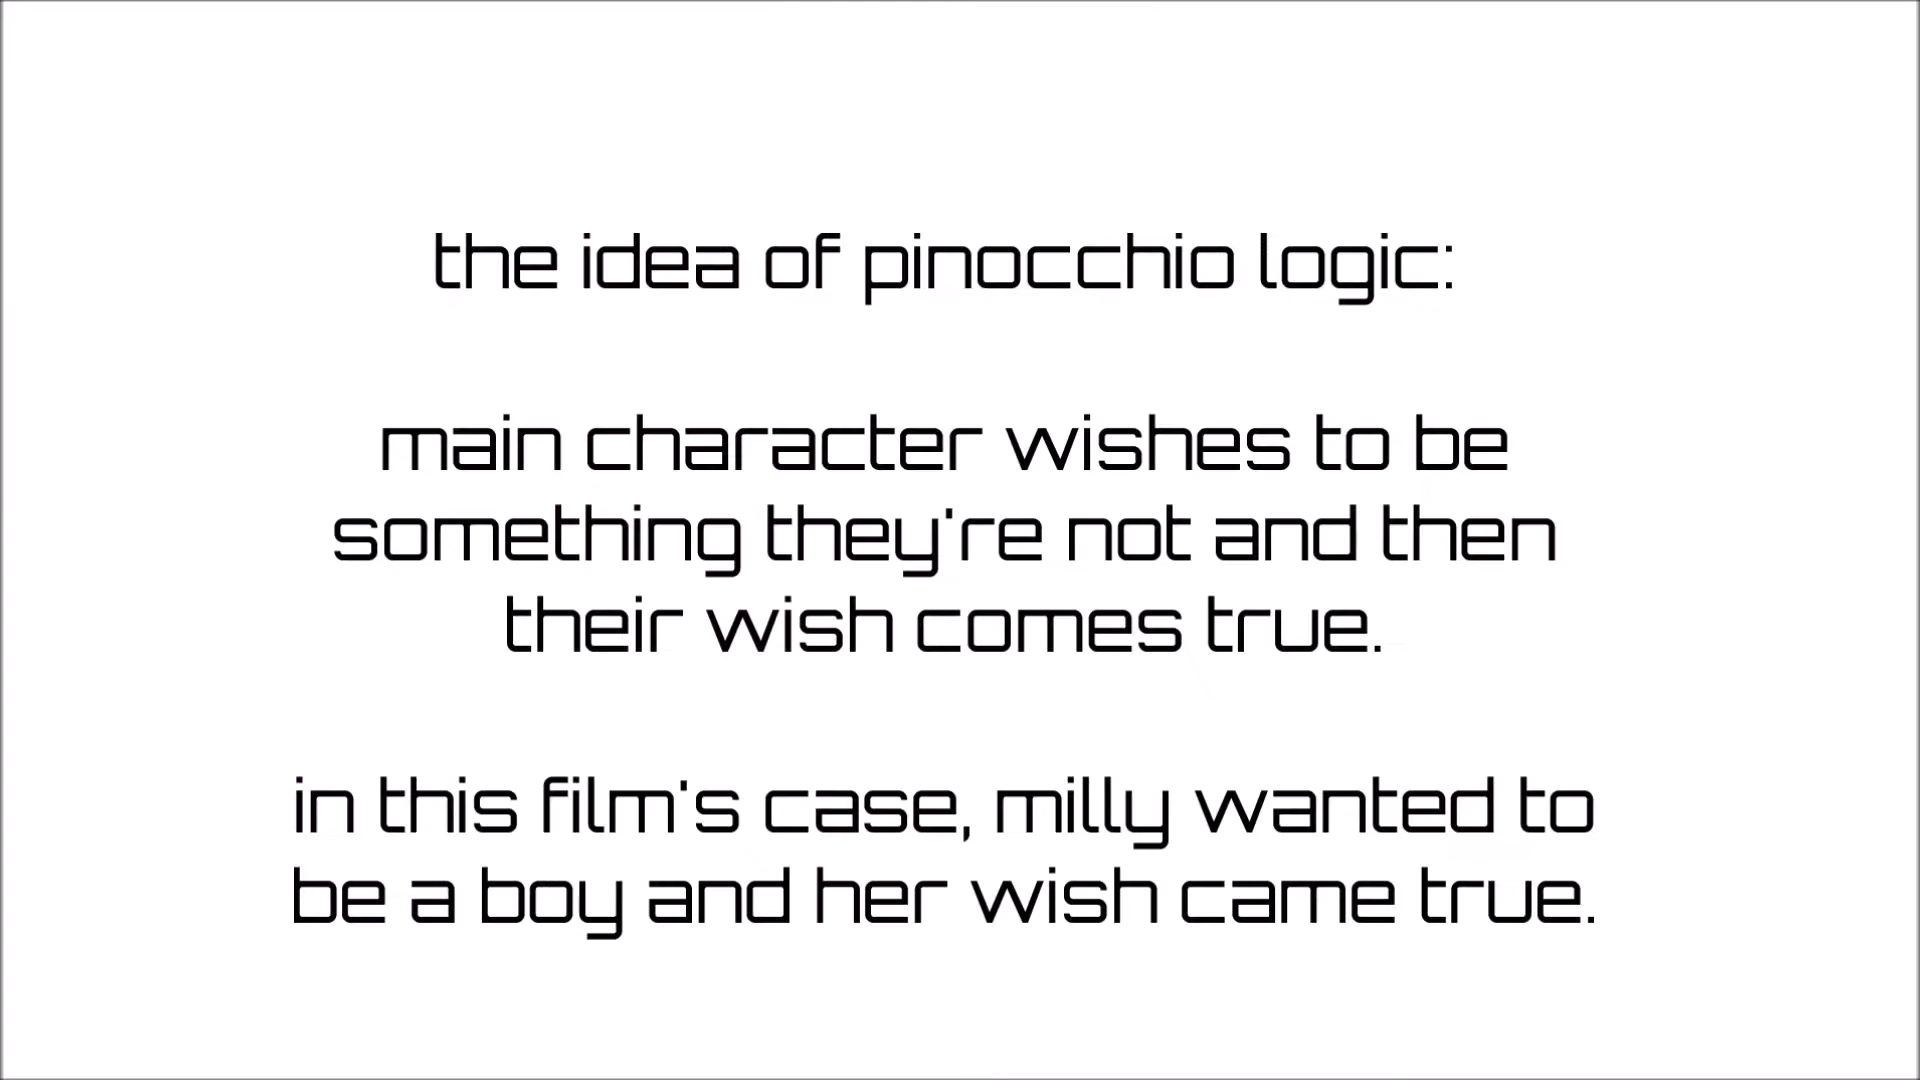 the idea of pinocchio logic:
main character wishes to be
something they're not and then
their wish comes true.
in this film's case, milly wanted to
be a boy and her wish came true.